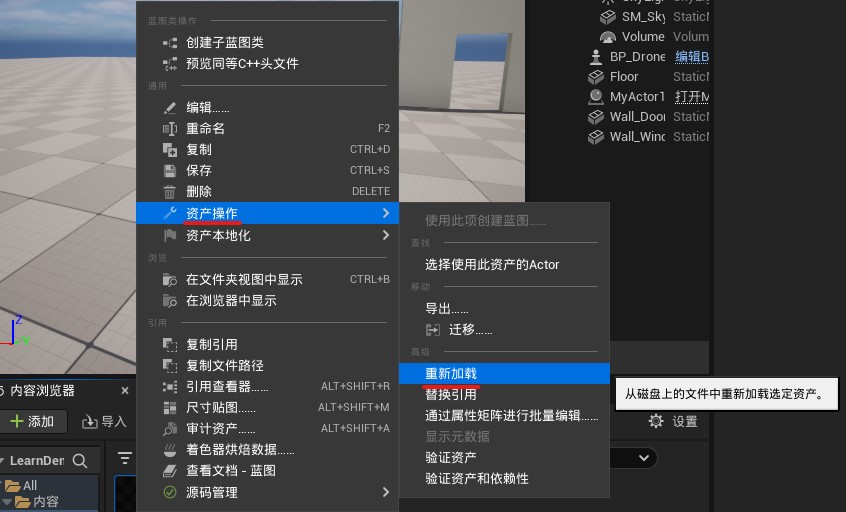 蓝图类操作
创建子蓝图类
预览同等C++头文件
通用
编辑……
重命名 F2
复制 CTRL+D
保存 CTRL+S
删除 DELETE
资产操作
资产本地化
浏览
在文件夹视图中显示 CTRL+B
在浏览器中显示
引用
复制引用
复制文件路径
引用查看器…… ALT+SHIFT+R
尺寸贴图…… ALT+SHIFT+M
审计资产…… ALT+SHIFT+A
着色器烘焙数据……
查看文档 - 蓝图
源码管理
使用此项创建蓝图……
查找
选择使用此资产的Actor
移动
导出……
迁移……
高级
重新加载
替换引用
通过属性矩阵进行批量编辑……
显示元数据
验证资产
验证资产和依赖性
从磁盘上的文件中重新加载选定资产。
SM_Sky StaticM
Volume Volum
BP_Drone 编辑B
Floor StaticM
MyActor1 打开M
Wall_Doo StaticM
Wall_Winc StaticM
Z
内容浏览器
添加
导入
设置
LearnDer
All
内容